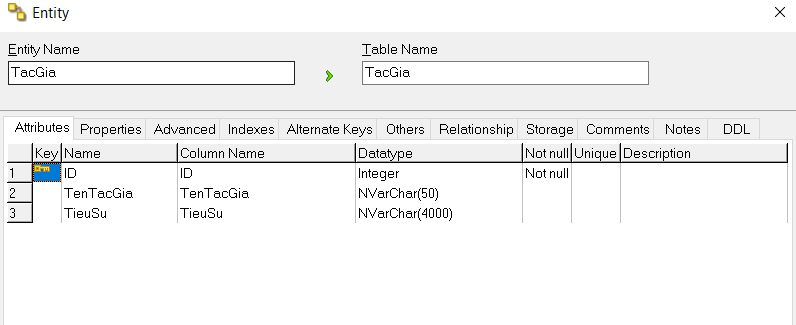 Entity
Entity Name Table Name
TacGia TacGia
Attributes Properties Advanced Indexes Alternate Keys Others Relationship Storage Comments Notes DDL
Key Name Column Name Datatype Not null Unique Description
1 ID ID Integer Not null
2 TenTacGia TenTacGia NVarChar(50)
3 TieuSu TieuSu NVarChar(4000)